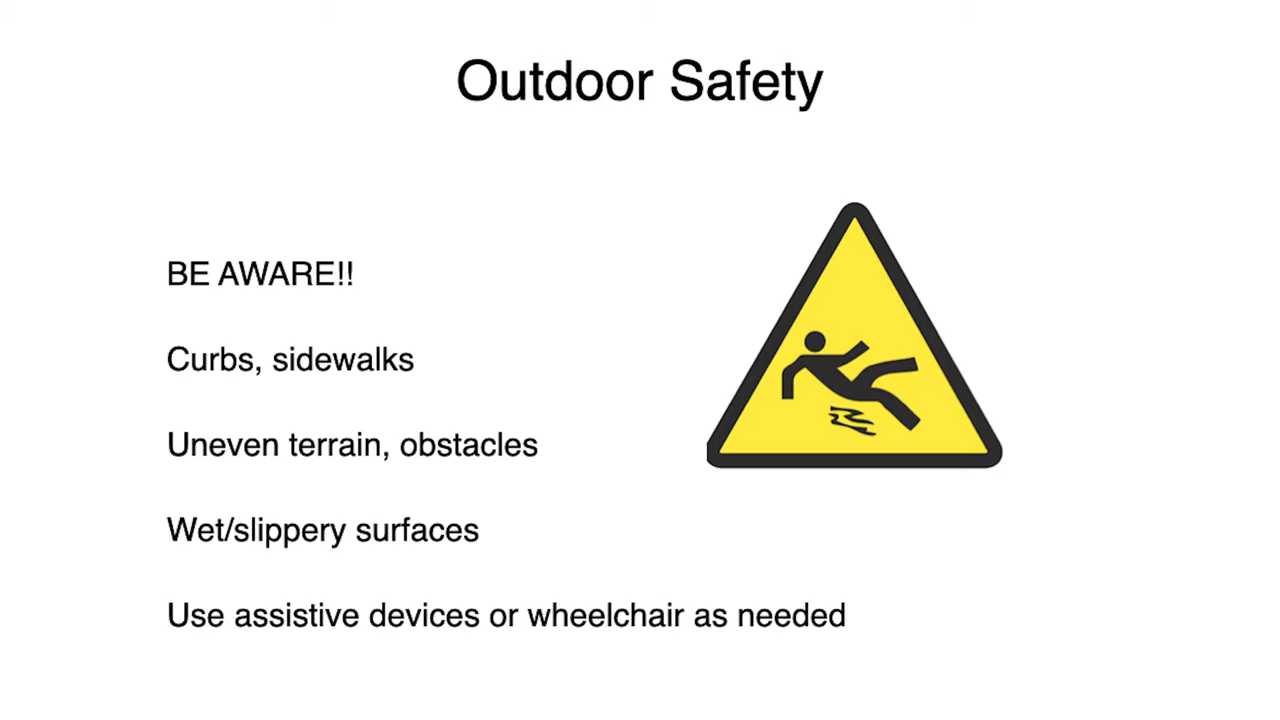 Outdoor Safety
BE AWARE!!
Curbs, sidewalks
Uneven terrain, obstacles
Wet/slippery surfaces
Use assistive devices or wheelchair as needed